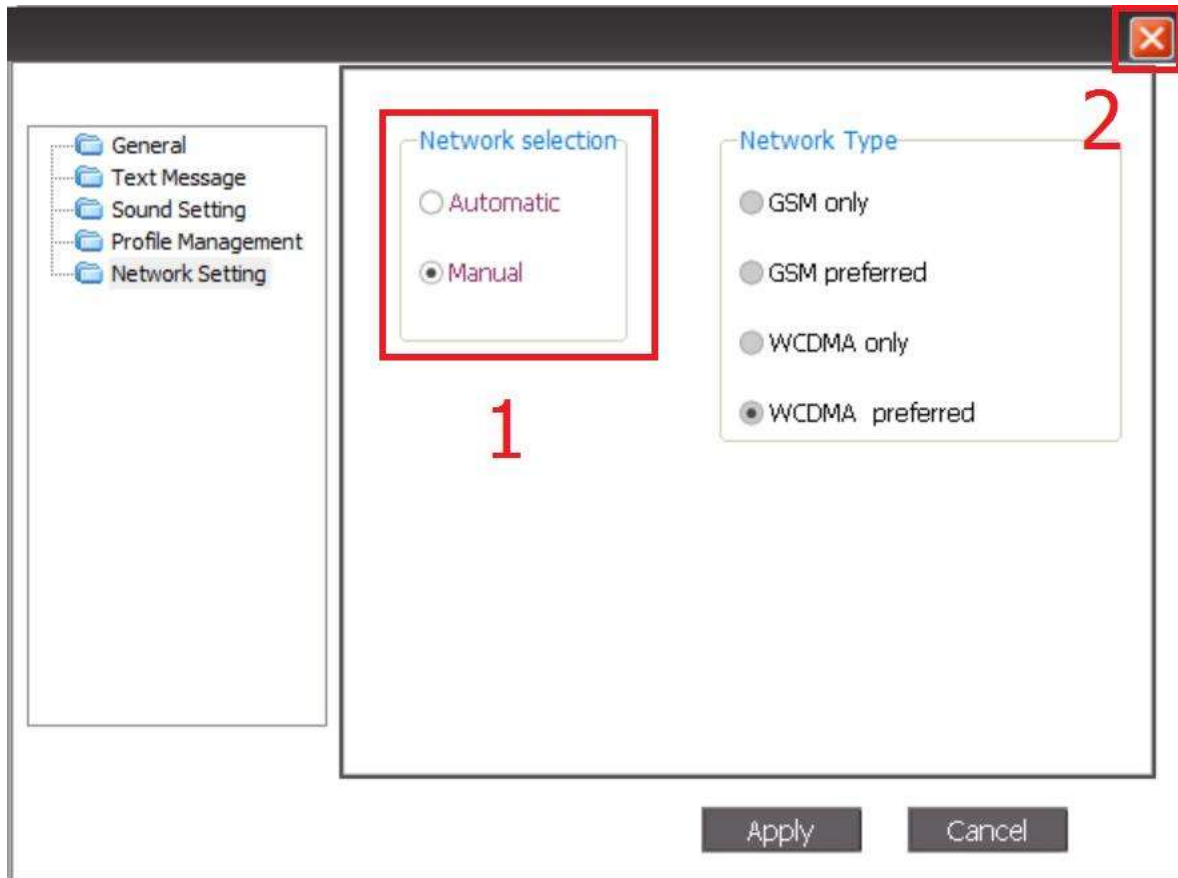 2
General
Text Message
Sound Setting
Profile Management
Network Setting
Network selection
Automatic
Manual
1
Network Type
GSM only
GSM preferred
WCDMA only
WCDMA preferred
Apply
Cancel